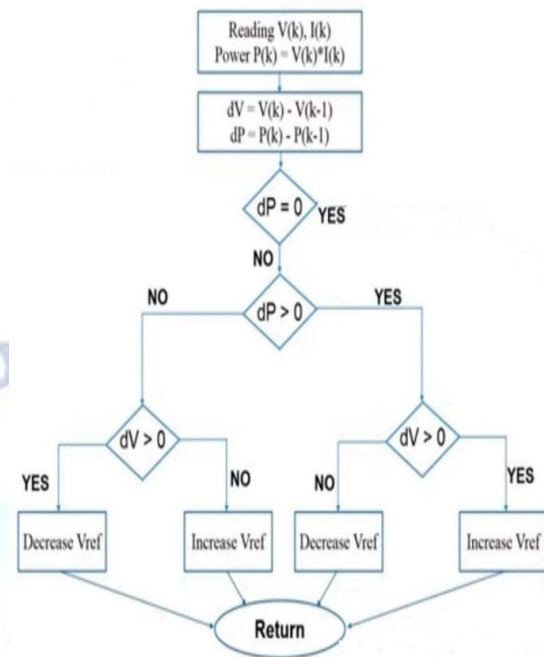 Reading V(k), I(k)
Power P(k) = V(k)*I(k)
dV = V(k) - V(k-1)
dP = P(k) - P(k-1)
dP = 0
YES
NO
dP > 0
NO
YES
dV > 0
YES
NO
dV > 0
NO
YES
Decrease Vref
Increase Vref
Decrease Vref
Increase Vref
Return